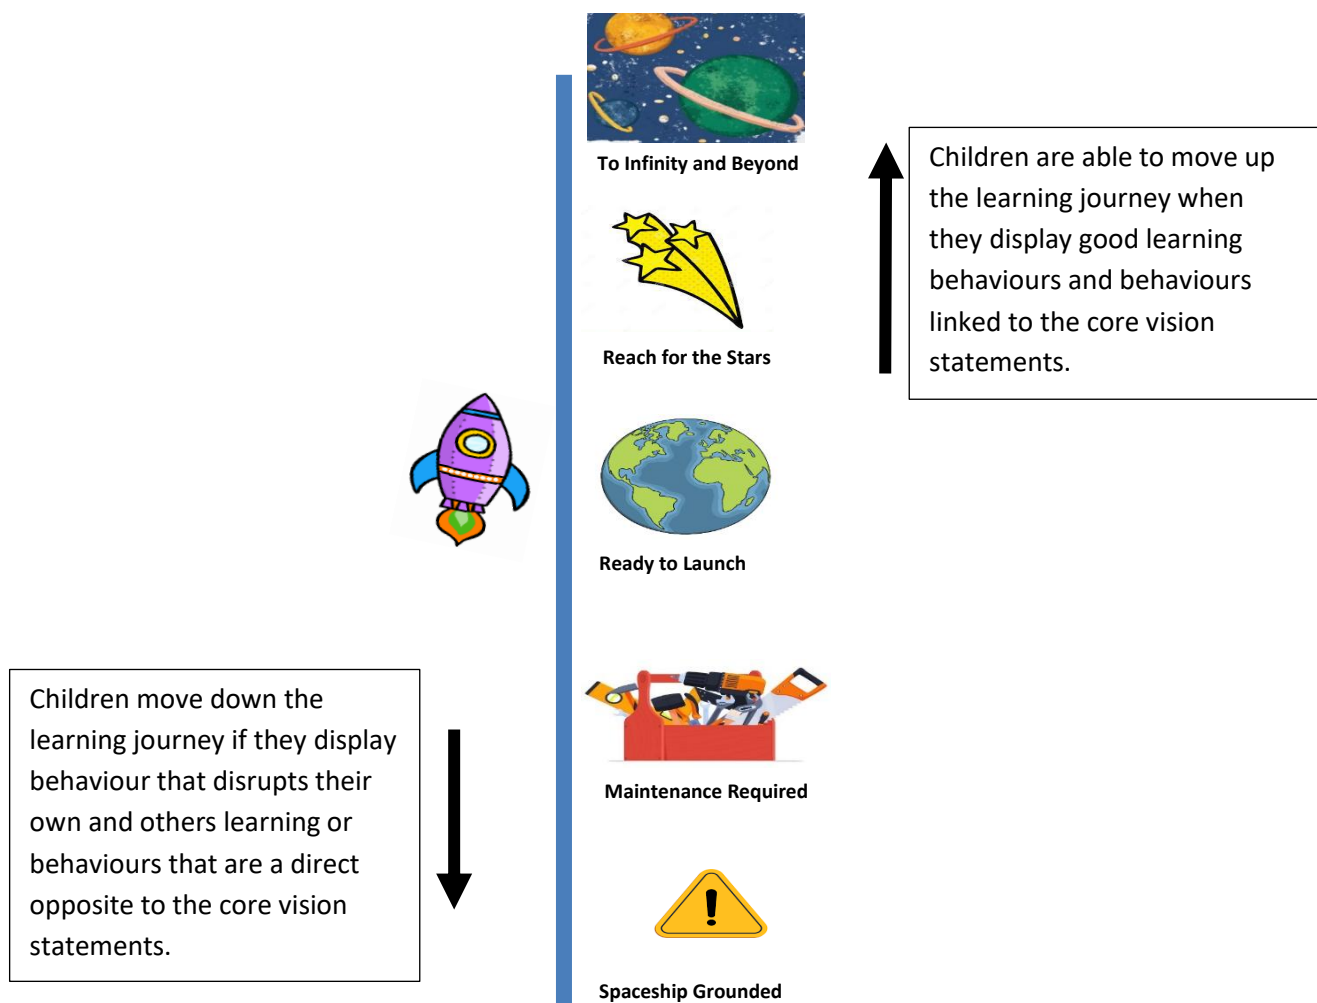 To Infinity and Beyond
Children are able to move up
the learning journey when
they display good learning
behaviours and behaviours
linked to the core vision
statements.
Reach for the Stars
Ready to Launch
Children move down the
learning journey if they display
behaviour that disrupts their
own and others learning or
behaviours that are a direct
opposite to the core vision
statements.
Maintenance Required
Spaceship Grounded